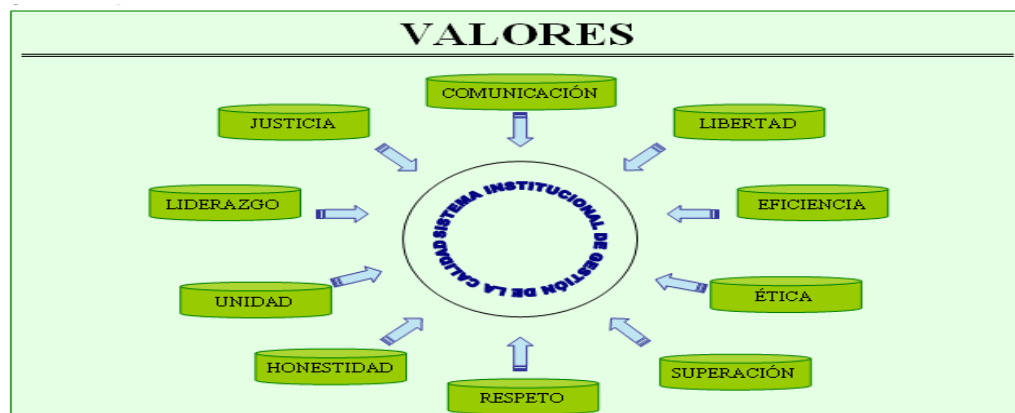 VALORES
COMUNICACIÓN
JUSTICIA
LIBERTAD
LIDERAZGO
EFICIENCIA
SISTEMA INSTITUCIONAL DE GESTIÓN DE LA CALIDAD
UNIDAD
ÉTICA
HONESTIDAD
SUPERACIÓN
RESPETO